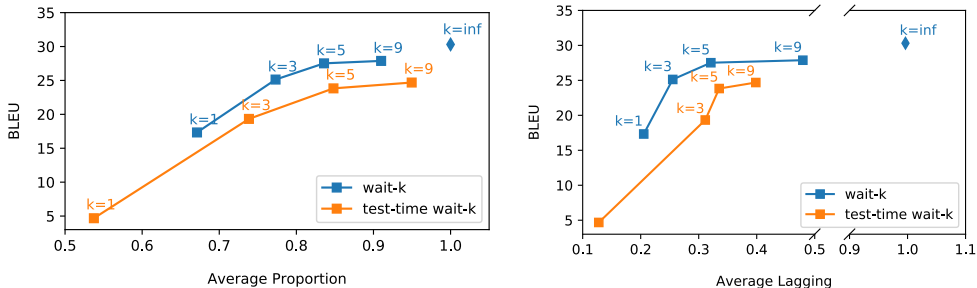 35
30
25
20
15
10
5
BLEU
k=inf
k=9
k=5
k=3
k=1
k=9
k=5
k=3
k=1
wait-k
test-time wait-k
0.5 0.6 0.7 0.8 0.9 1.0
Average Proportion
35
30
25
20
15
10
5
BLEU
k=inf
k=5
k=3
k=1
k=9
k=5
k=3
wait-k
test-time wait-k
0.1 0.2 0.3 0.4 0.5 0.9 1.0 1.1
Average Lagging